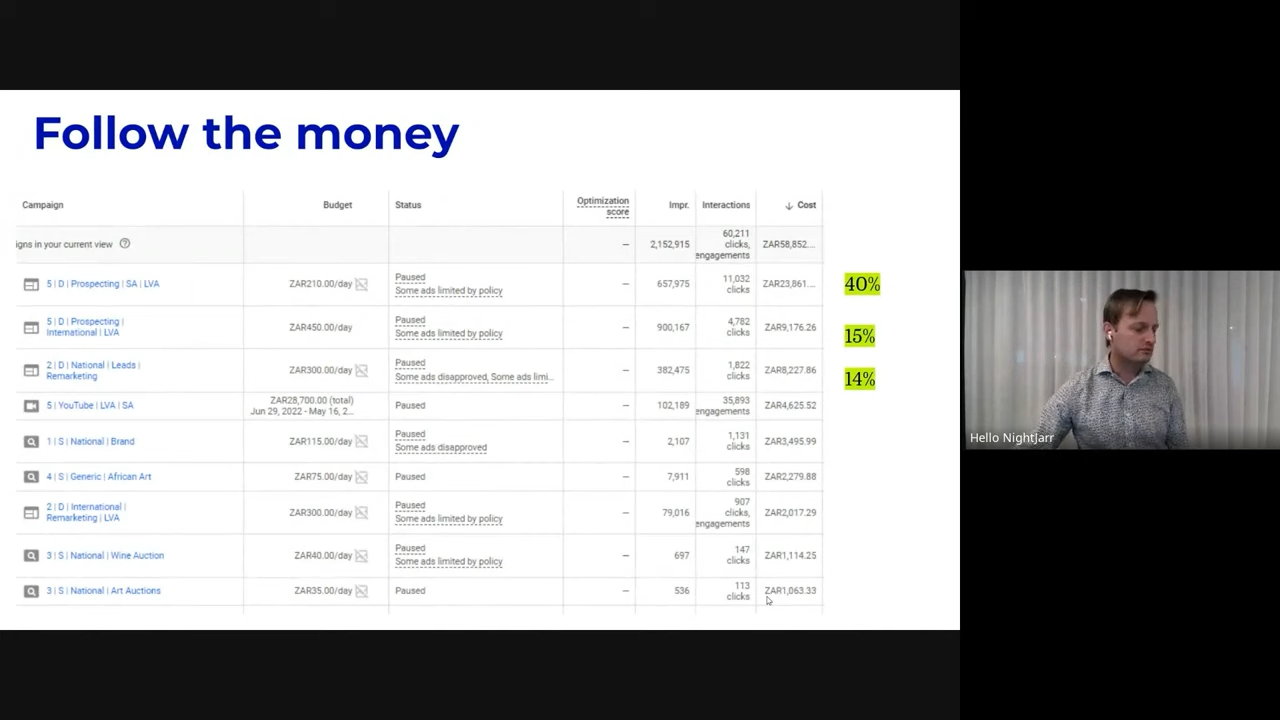 Follow the money
Campaign Budget Status Optimization score Impr. Interactions Cost
igns in your current view 
— 2,152,915 60,211 clicks, engagements ZAR58,852....
5 | D | Prospecting | SA | LVA ZAR210.00/day Paused Some ads limited by policy — 657,975 11,032 clicks ZAR23,861.... 40%
5 | D | Prospecting | International | LVA ZAR450.00/day Paused Some ads limited by policy — 900,167 4,782 clicks ZAR9,176.26 15%
2 | D | National | Leads | Remarketing ZAR300.00/day Paused Some ads disapproved, Some ads limi... — 382,475 1,822 clicks ZAR8,227.86 14%
5 | YouTube | LVA | SA ZAR28,700.00 (total) Jun 29, 2022 - May 16, 2... Paused — 102,189 35,893 engagements ZAR4,625.52
1 | S | National | Brand ZAR115.00/day Paused Some ads disapproved — 2,107 1,131 clicks ZAR3,495.99
4 | S | Generic | African Art ZAR75.00/day Paused — 7,911 598 clicks ZAR2,279.88
2 | D | International | Remarketing | LVA ZAR300.00/day Paused Some ads limited by policy — 79,016 907 clicks, engagements ZAR2,017.29
3 | S | National | Wine Auction ZAR40.00/day Paused Some ads limited by policy — 697 147 clicks ZAR1,114.25
3 | S | National | Art Auctions ZAR35.00/day Paused — 536 113 clicks ZAR1,063.33
Hello Nightjarr